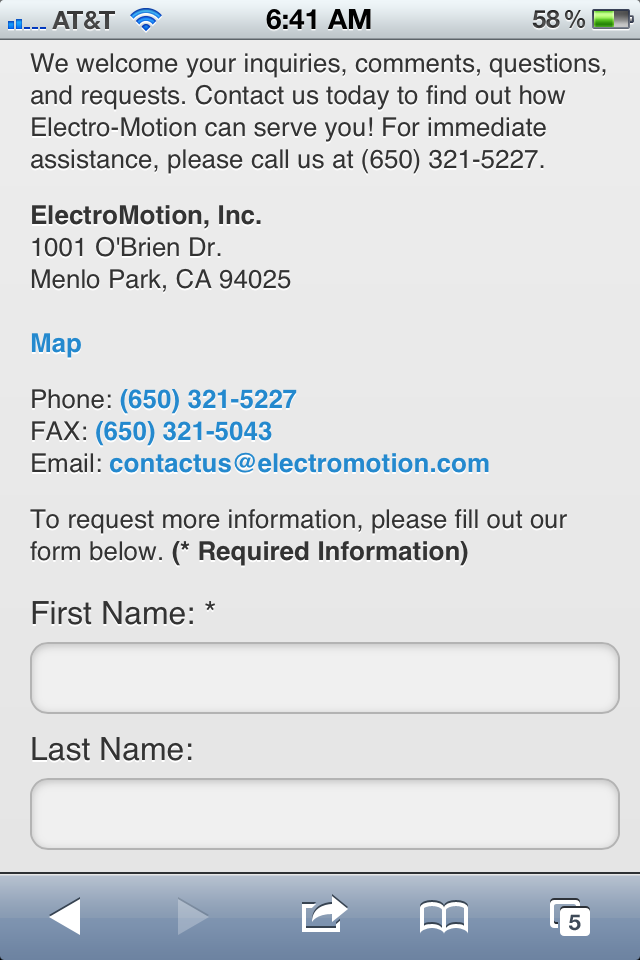 AT&T 6:41 AM 58 %
We welcome your inquiries, comments, questions,
and requests. Contact us today to find out how
Electro-Motion can serve you! For immediate
assistance, please call us at (650) 321-5227.
ElectroMotion, Inc.
1001 O'Brien Dr.
Menlo Park, CA 94025
Map
Phone: (650) 321-5227
FAX: (650) 321-5043
Email: contactus@electromotion.com
To request more information, please fill out our
form below. (* Required Information)
First Name: *
Last Name:
5